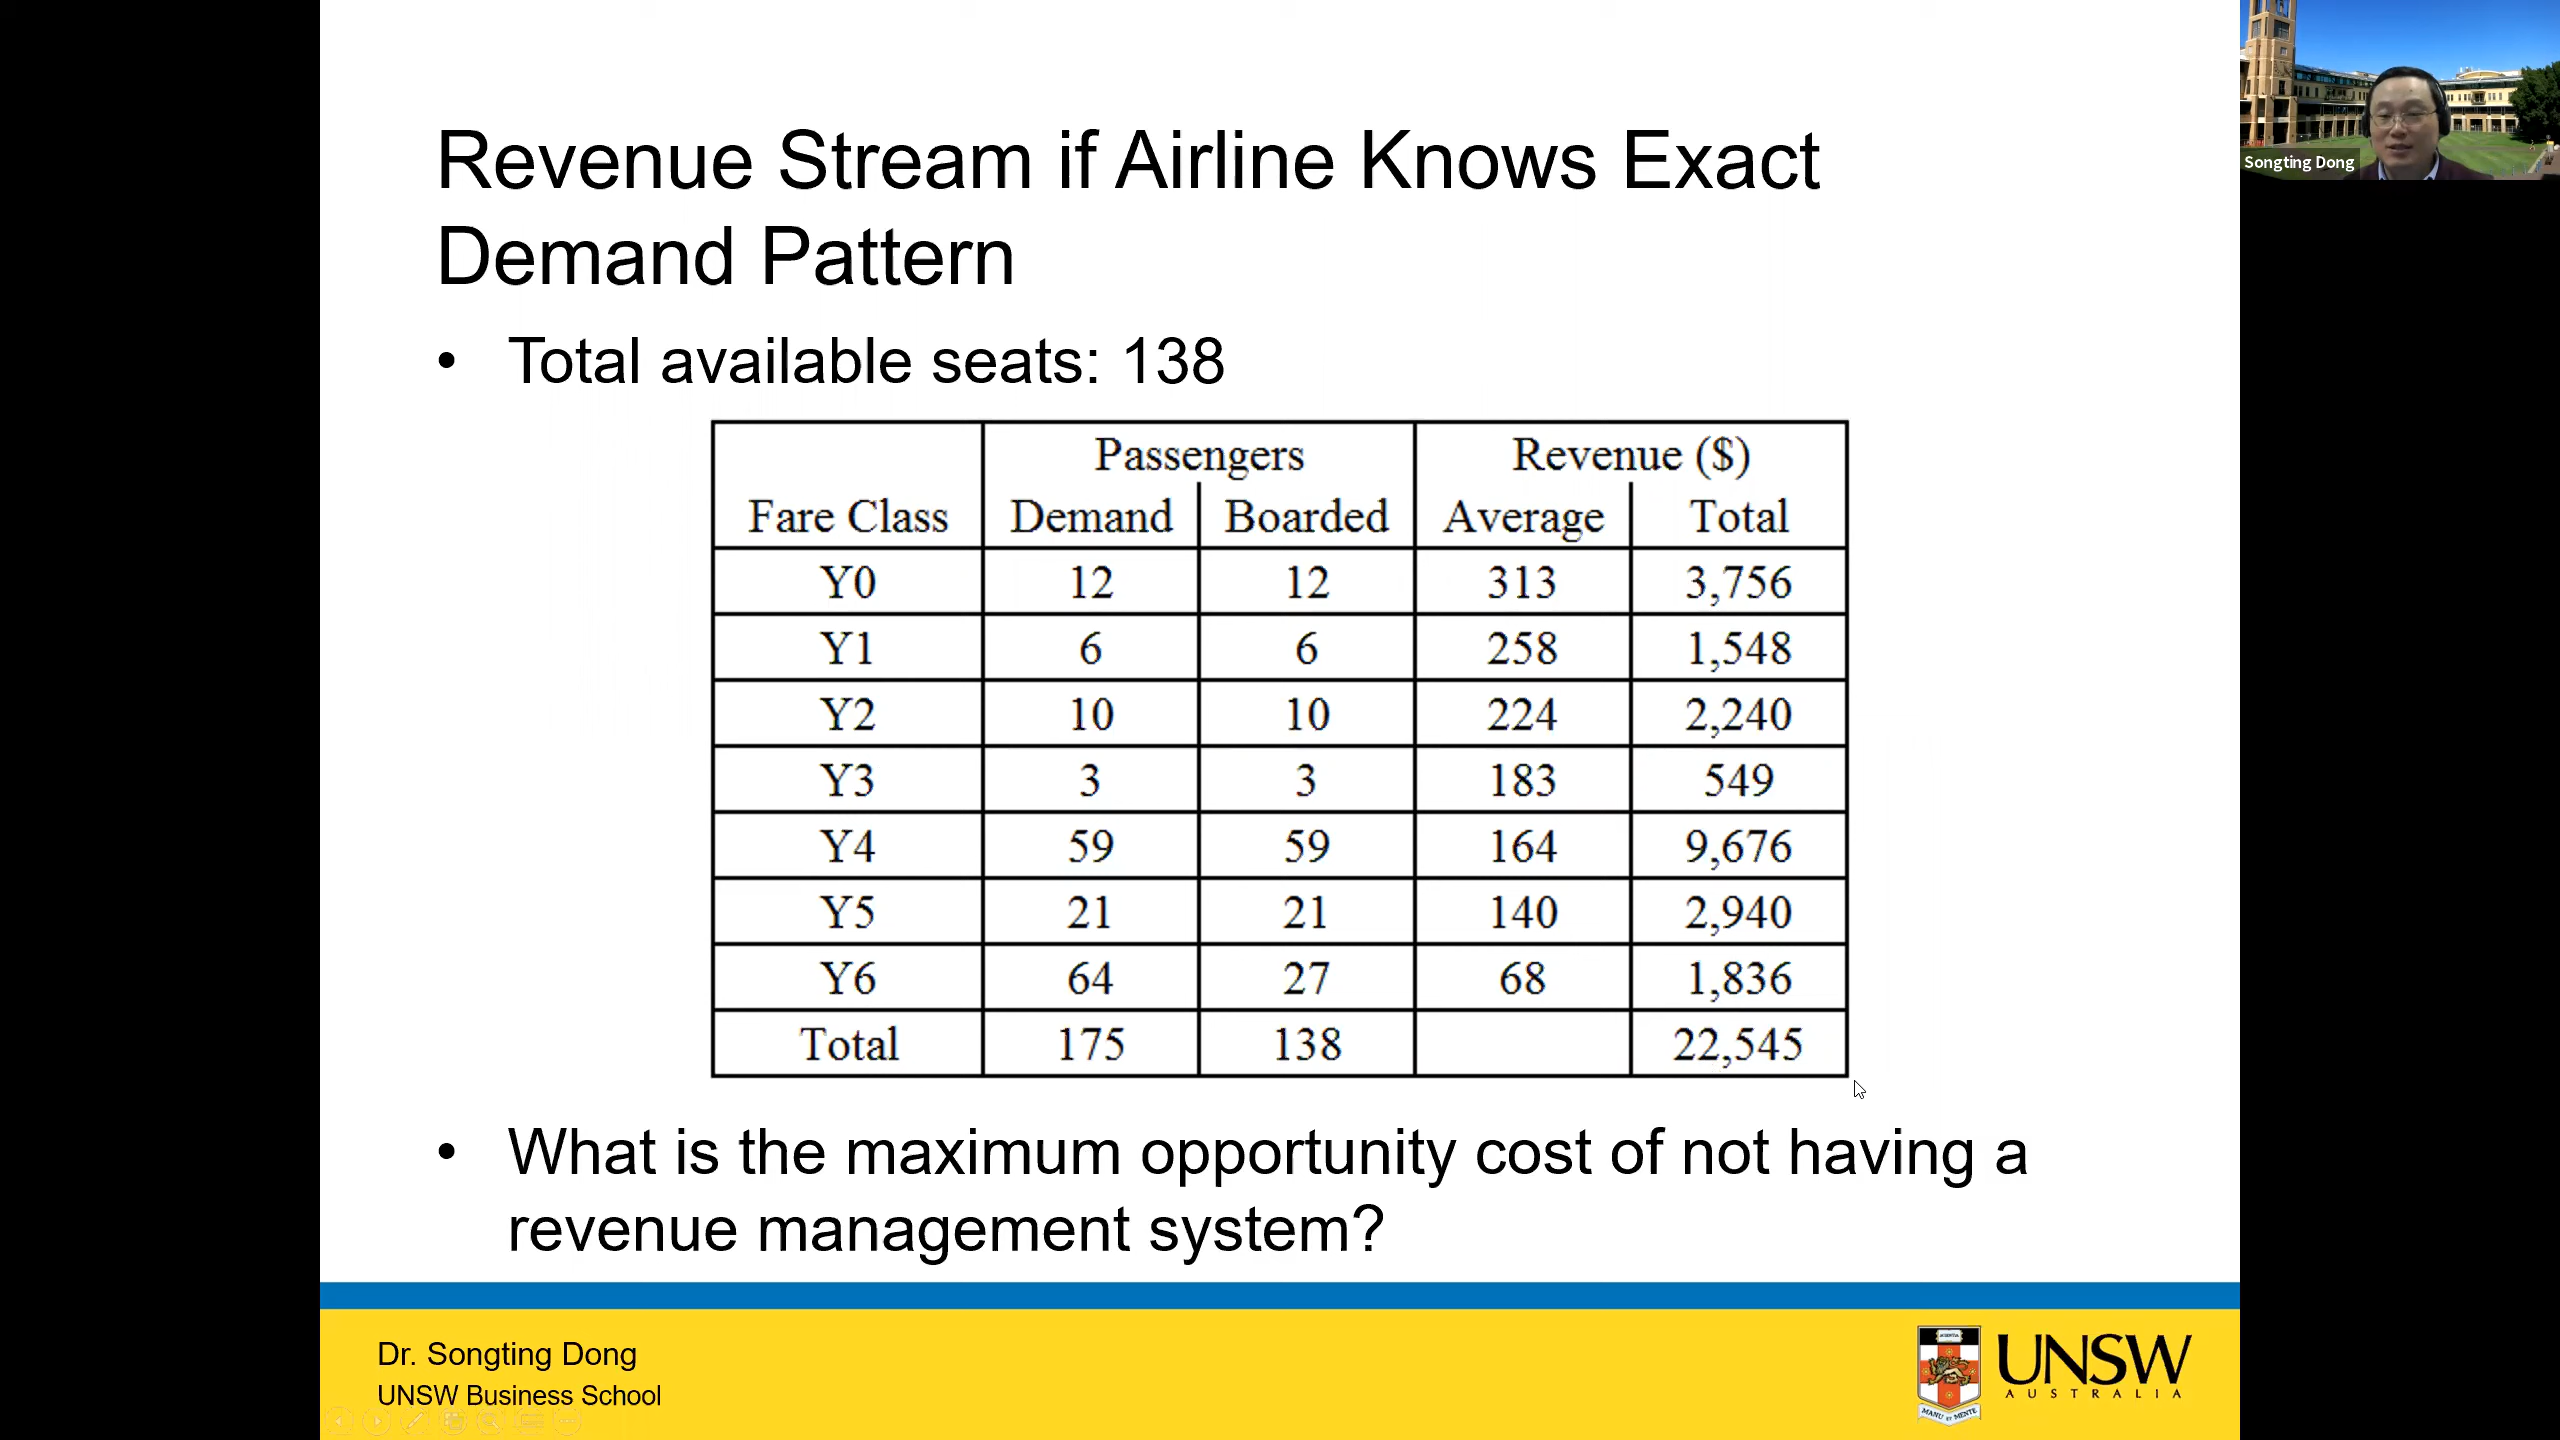 Revenue Stream if Airline Knows Exact
Demand Pattern
• Total available seats: 138
Passengers Revenue ($)
Fare Class Demand Boarded Average Total
Y0 12 12 313 3,756
Y1 6 6 258 1,548
Y2 10 10 224 2,240
Y3 3 3 183 549
Y4 59 59 164 9,676
Y5 21 21 140 2,940
Y6 64 27 68 1,836
Total 175 138 22,545
• What is the maximum opportunity cost of not having a
revenue management system?
Dr. Songting Dong
UNSW Business School
UNSW
AUSTRALIA
MANU ET MENTE
Songting Dong